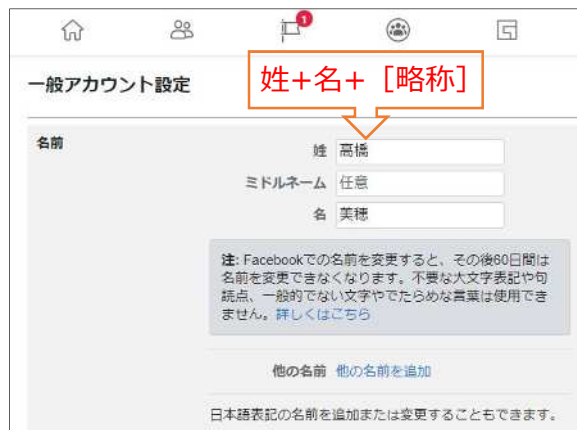 1
一般アカウント設定
姓+名+［略称］
名前
姓 高橋
ミドルネーム 任意
名 美穂
注: Facebookでの名前を変更すると、その後60日間は
名前を変更できなくなります。不要な大文字表記や句
読点、一般的でない文字やでたらめな言葉は使用でき
ません。詳しくはこちら
他の名前 他の名前を追加
日本語表記の名前を追加または変更することもできます。